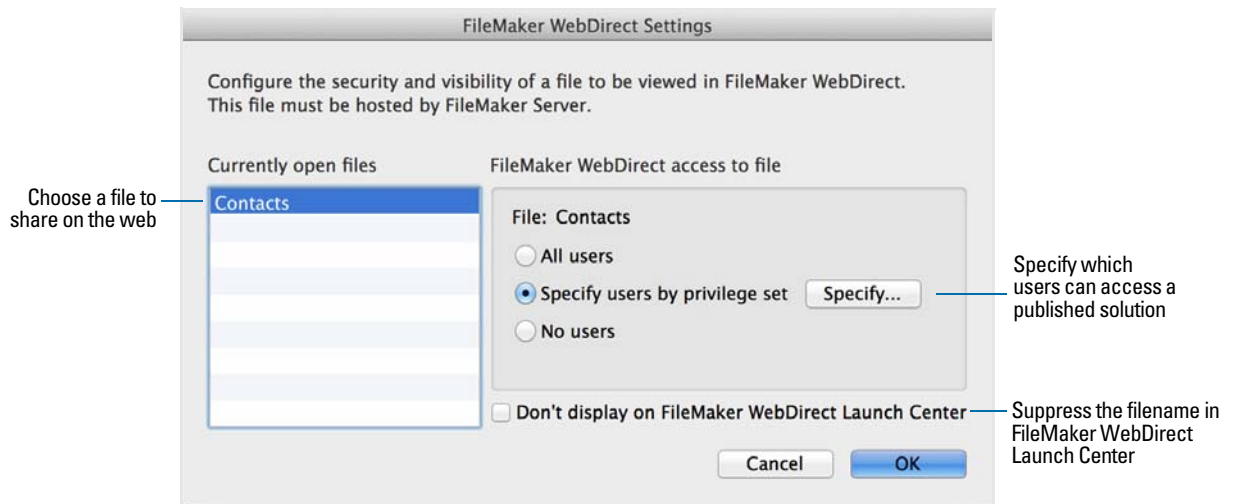 FileMaker WebDirect Settings
Configure the security and visibility of a file to be viewed in FileMaker WebDirect.
This file must be hosted by FileMaker Server.
Currently open files
FileMaker WebDirect access to file
Choose a file to
share on the web
Contacts
File: Contacts
All users
Specify users by privilege set
Specify...
No users
Specify which
users can access a
published solution
Don't display on FileMaker WebDirect Launch Center
Suppress the filename in
FileMaker WebDirect
Launch Center
Cancel
OK